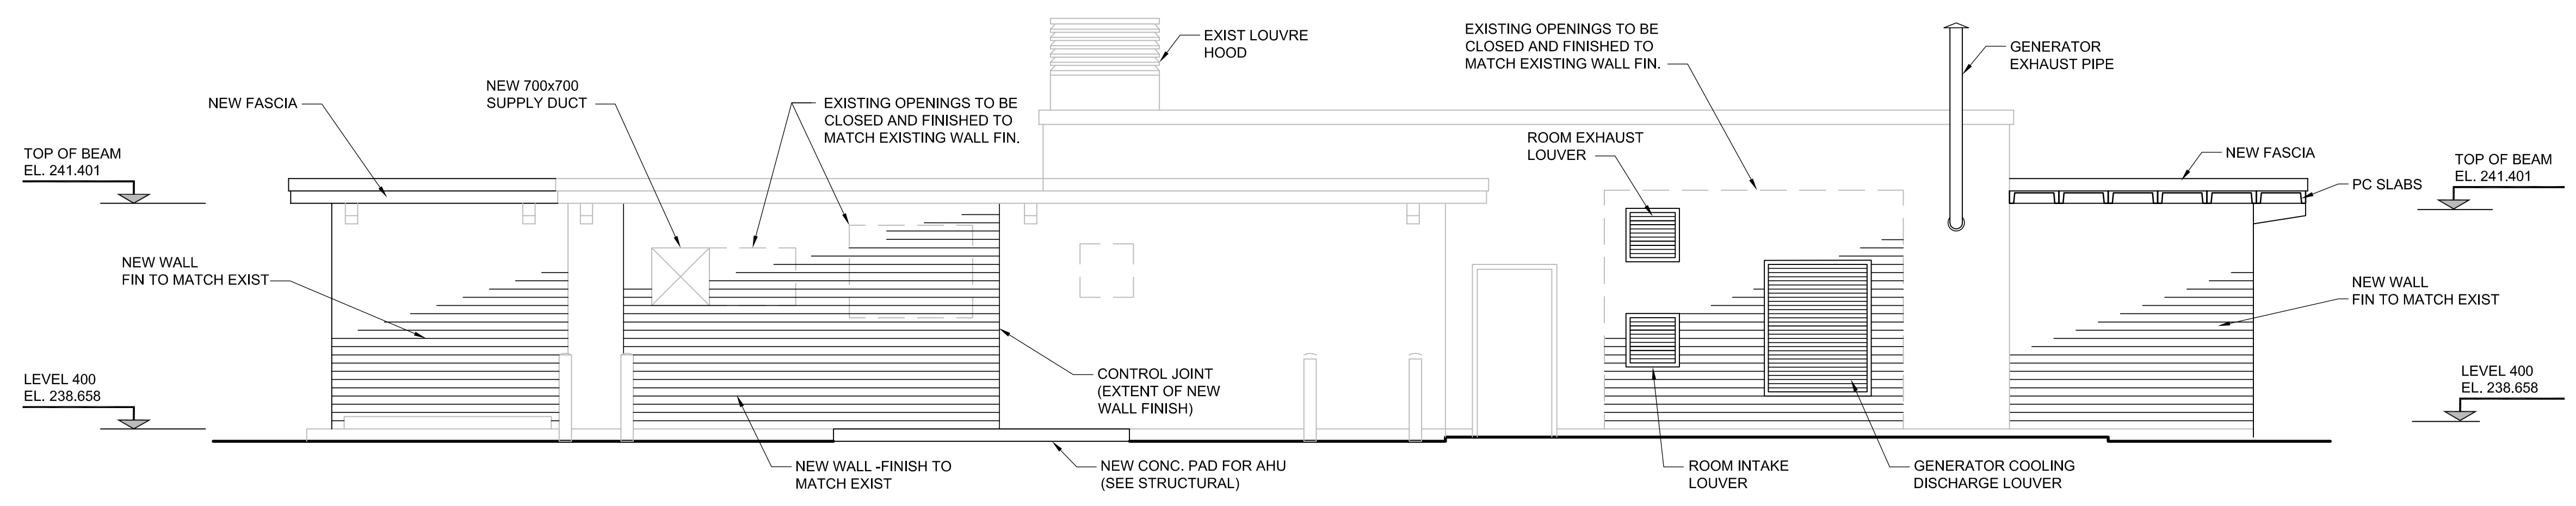 EXIST LOUVRE
HOOD
EXISTING OPENINGS TO BE
CLOSED AND FINISHED TO
MATCH EXISTING WALL FIN.
GENERATOR
EXHAUST PIPE
NEW 700x700
SUPPLY DUCT
NEW FASCIA
EXISTING OPENINGS TO BE
CLOSED AND FINISHED TO
MATCH EXISTING WALL FIN.
ROOM EXHAUST
LOUVER
TOP OF BEAM
EL. 241.401
NEW FASCIA
TOP OF BEAM
EL. 241.401
PC SLABS
NEW WALL
FIN TO MATCH EXIST
NEW WALL
FIN TO MATCH EXIST
LEVEL 400
EL. 238.658
CONTROL JOINT
(EXTENT OF NEW
WALL FINISH)
LEVEL 400
EL. 238.658
NEW WALL -FINISH TO
MATCH EXIST
NEW CONC. PAD FOR AHU
(SEE STRUCTURAL)
ROOM INTAKE
LOUVER
GENERATOR COOLING
DISCHARGE LOUVER